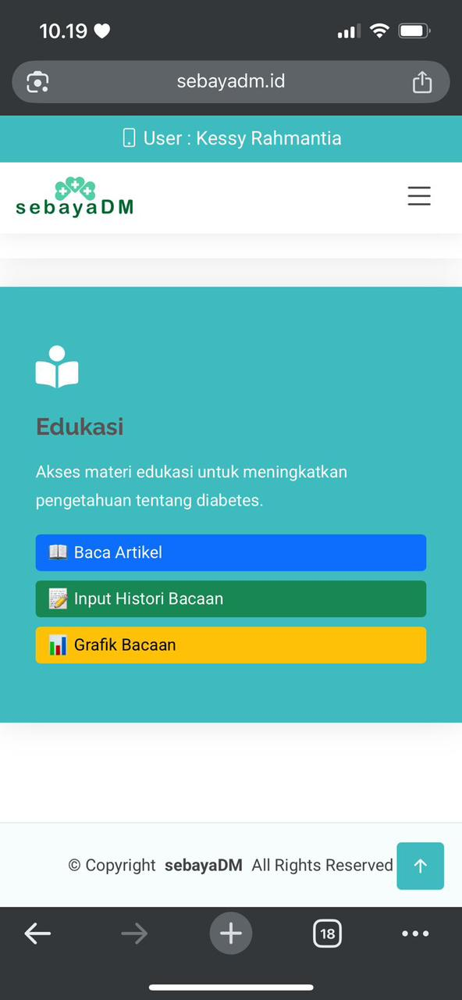 10.19
sebayadm.id
User : Kessy Rahmantia
sebayaDM
Edukasi
Akses materi edukasi untuk meningkatkan
pengetahuan tentang diabetes.
Baca Artikel
Input Histori Bacaan
Grafik Bacaan
© Copyright sebayaDM All Rights Reserved
18